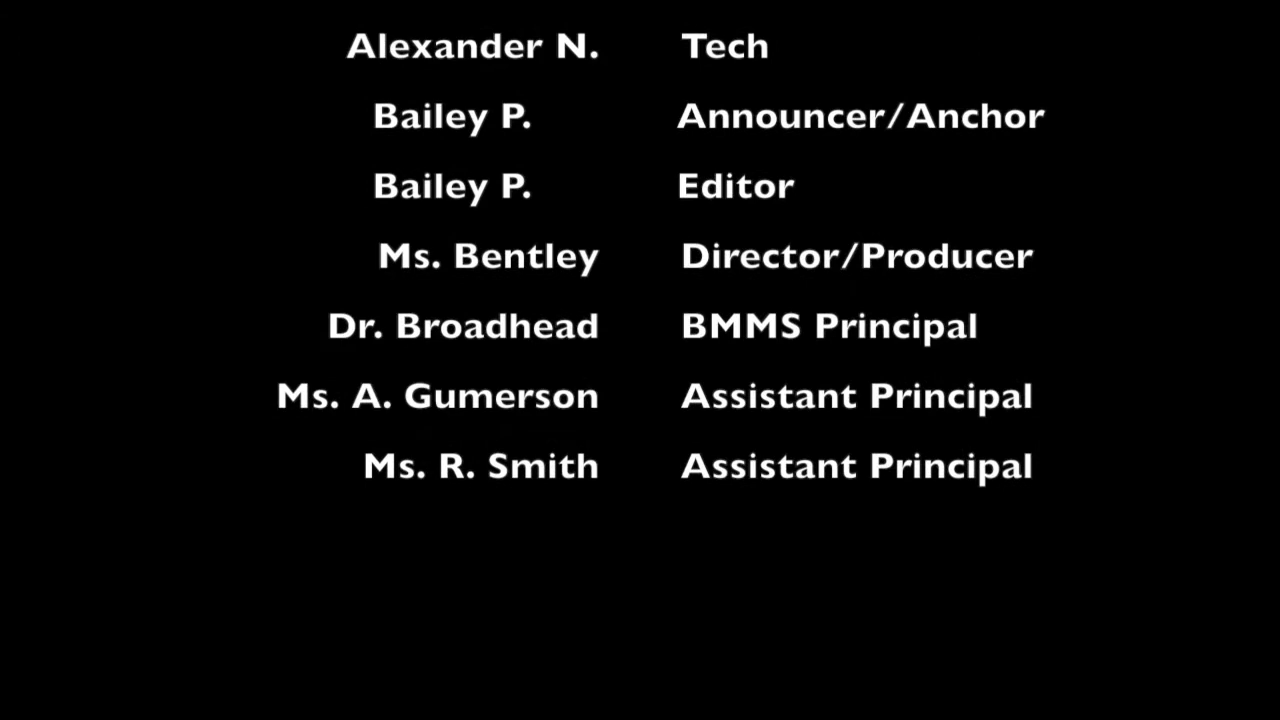 Alexander N. Tech
Bailey P. Announcer/Anchor
Bailey P. Editor
Ms. Bentley Director/Producer
Dr. Broadhead BMMS Principal
Ms. A. Gumerson Assistant Principal
Ms. R. Smith Assistant Principal